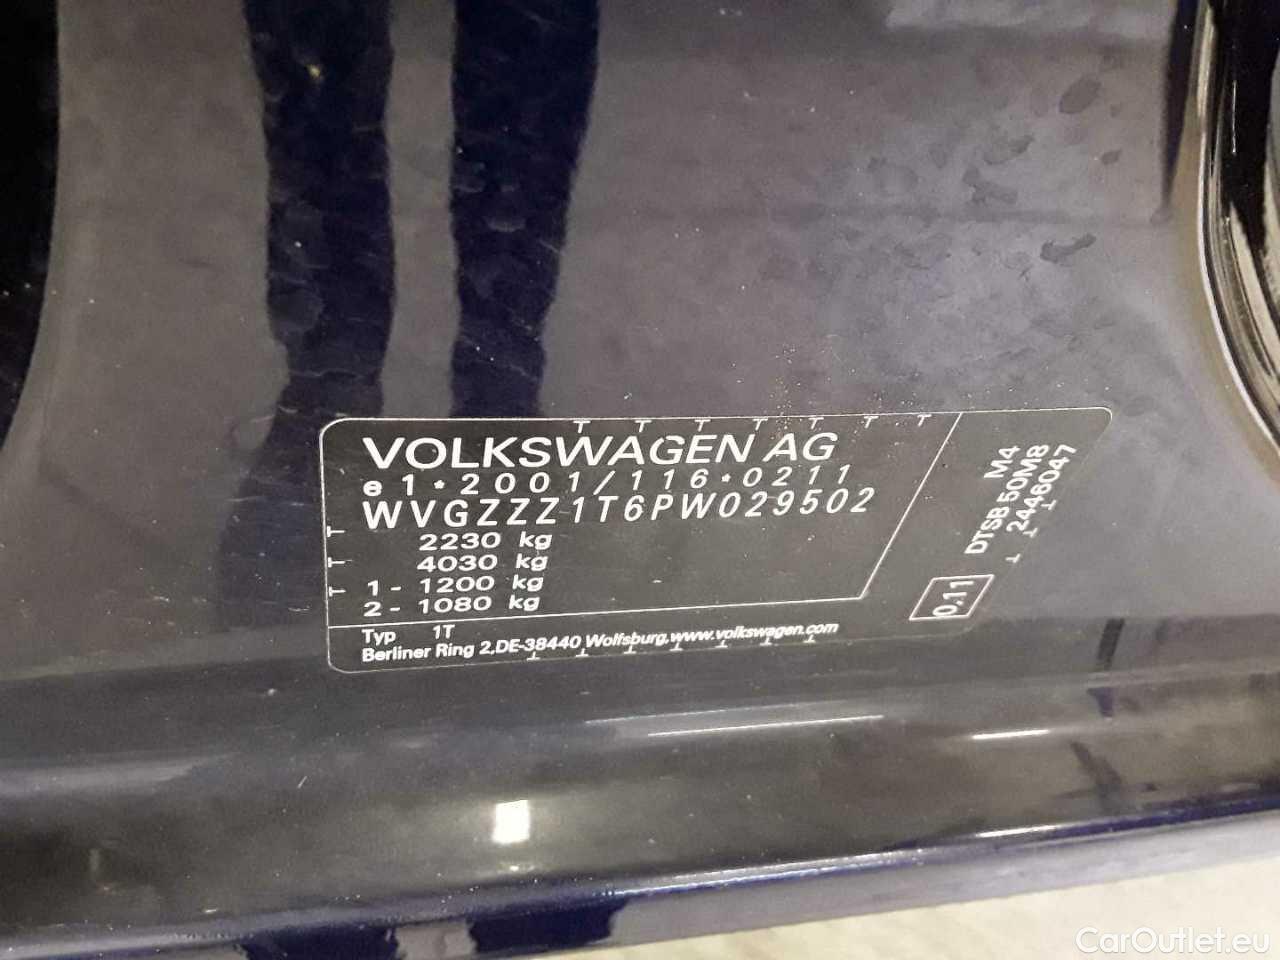 VOLKSWAGEN AG
e1*2001/116*0211
WVGZZZ1T6PW029502
2230 kg
4030 kg
1 - 1200 kg
2 - 1080 kg
Typ 1T
Berliner Ring 2,DE-38440 Wolfsburg,www.volkswagen.com
M4
DTSB.50M8
2446047
0.11
CarOutlet.eu